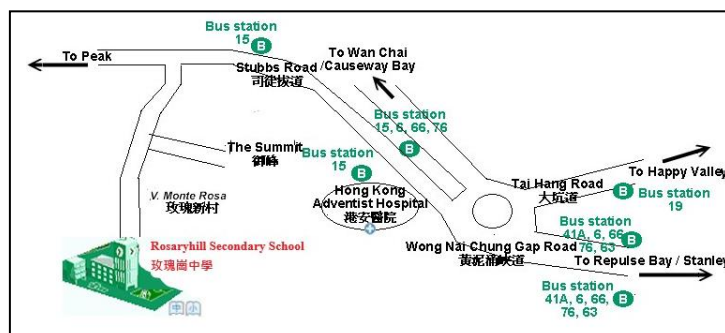 Bus station
15
B
To Peak
To Wan Chai
/Causeway Bay
Stubbs Road
司徒拔道
Bus station
15, 6, 66, 76
B
The Summit
御峰
Bus station
15
B
To Happy Valley
Tai Hang Road
大坑道
B
Bus station
19
V. Monte Rosa
玫瑰新村
Hong Kong
Adventist Hospital
港安醫院
Bus station
41A, 6, 66,
76, 63
B
Rosaryhill Secondary School
玫瑰崗中學
Wong Nai Chung Gap Road
黃泥涌峽道
To Repulse Bay / Stanley
Bus station
41A, 6, 66,
76, 63
B
中 小